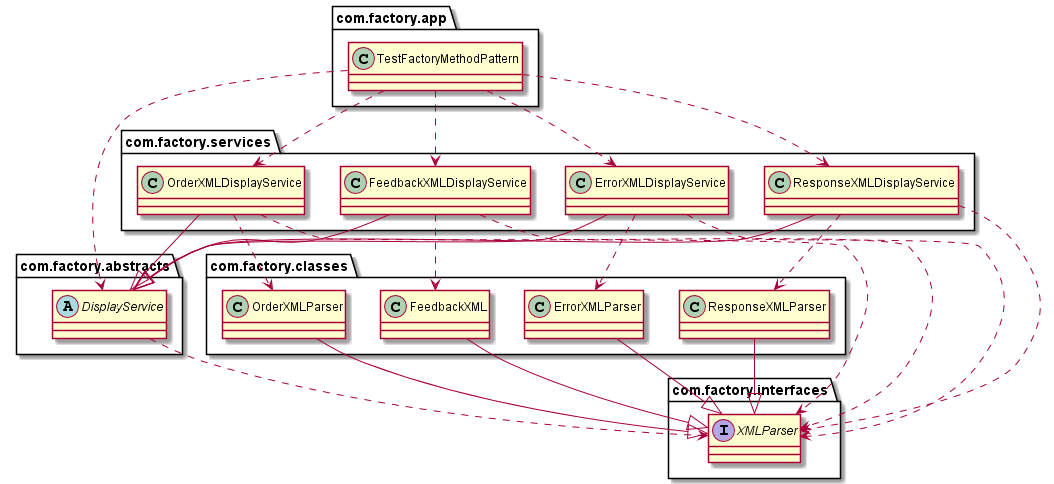 com.factory.app
C TestFactoryMethodPattern
com.factory.services
C OrderXMLDisplayService
C FeedbackXMLDisplayService
C ErrorXMLDisplayService
C ResponseXMLDisplayService
com.factory.abstracts
com.factory.classes
A DisplayService
C OrderXMLParser
C FeedbackXML
C ErrorXMLParser
C ResponseXMLParser
com.factory.interfaces
I XMLParser